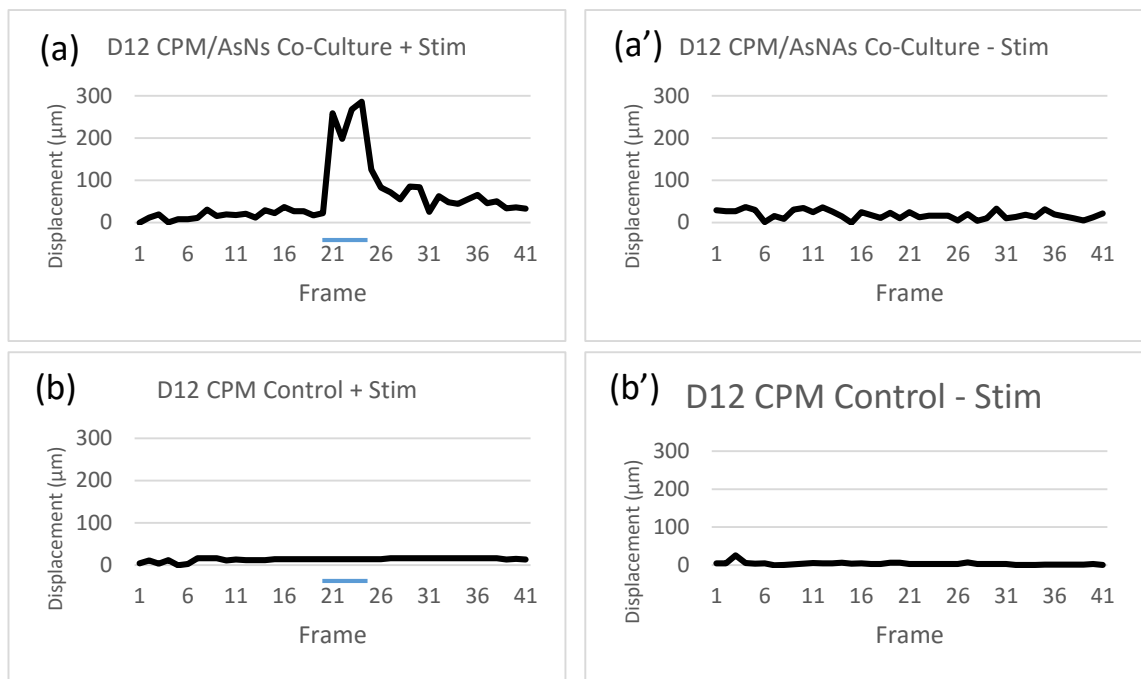 (a) D12 CPM/AsNs Co-Culture + Stim
300
200
100
0
Displacement (µm)
1 6 11 16 21 26 31 36 41
Frame
(a’) D12 CPM/AsNAs Co-Culture - Stim
300
200
100
0
Displacement (µm)
1 6 11 16 21 26 31 36 41
Frame
(b) D12 CPM Control + Stim
300
200
100
0
Displacement (µm)
1 6 11 16 21 26 31 36 41
Frame
(b’) D12 CPM Control - Stim
300
200
100
0
Displacement (µm)
1 6 11 16 21 26 31 36 41
Frame